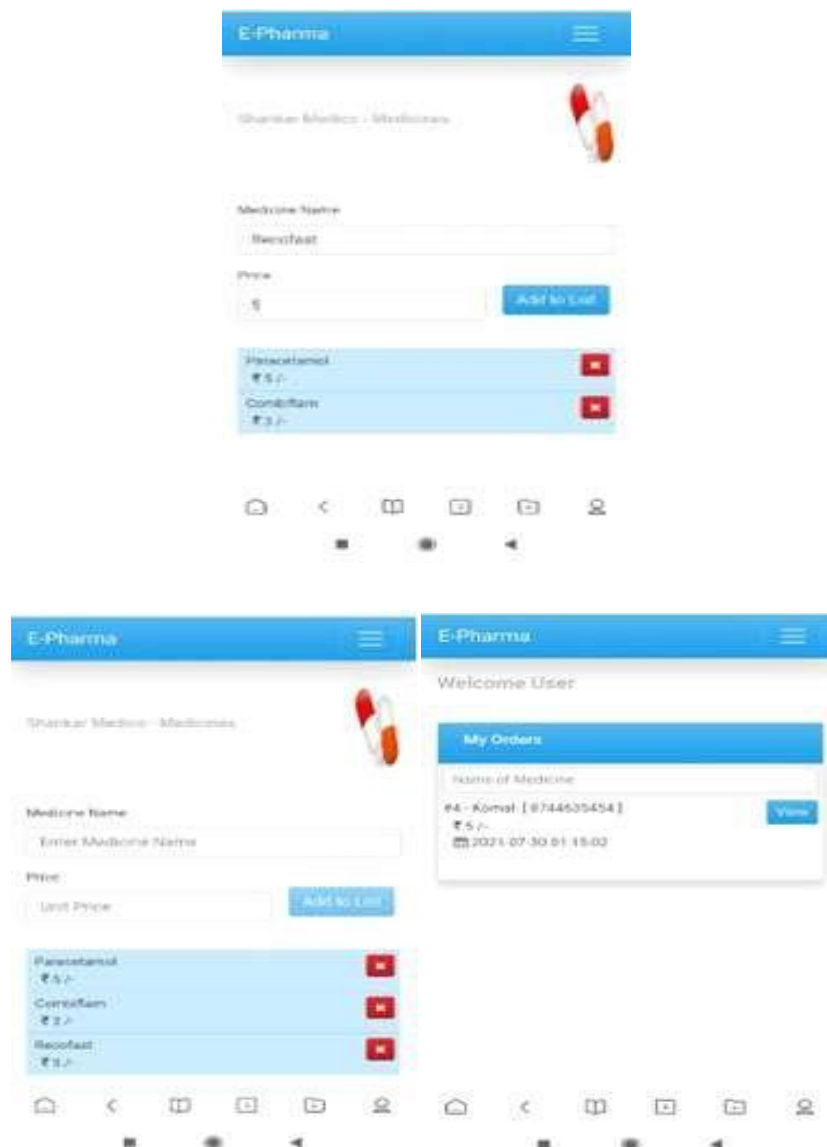 E-Pharma
Shankar Medico - Medicines
Medicine Name
Recofast
Price
5
Add to List
Paracetamol
₹ 5 /-
Combiflam
₹ 3 /-
E-Pharma
Shankar Medico - Medicines
Medicine Name
Enter Medicine Name
Price
Unit Price
Add to List
Paracetamol
₹ 5 /-
Combiflam
₹ 3 /-
Recofast
₹ 5 /-
E-Pharma
Welcome User
My Orders
Name of Medicine
#4 - Komal [ 8744635454 ]
₹ 5 /-
View
2021-07-30 01:15:02